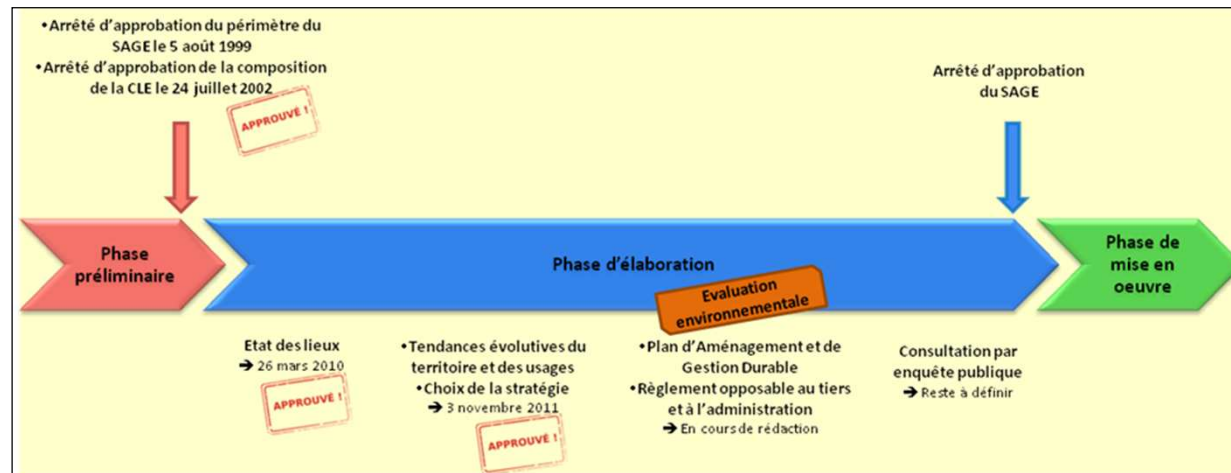 •Arrêté d'approbation du périmètre du
SAGE le 5 août 1999
•Arrêté d'approbation de la composition
de la CLE le 24 juillet 2002
APPROUVÉ !
Arrêté d'approbation
du SAGE
Phase
préliminaire
Phase d'élaboration
Phase de
mise en
oeuvre
Evaluation
environnementale
Etat des lieux
➔ 26 mars 2010
APPROUVÉ !
•Tendances évolutives du
territoire et des usages
•Choix de la stratégie
➔ 3 novembre 2011
APPROUVÉ !
•Plan d'Aménagement et de
Gestion Durable
•Règlement opposable au tiers
et à l'administration
➔ En cours de rédaction
Consultation par
enquête publique
➔ Reste à définir